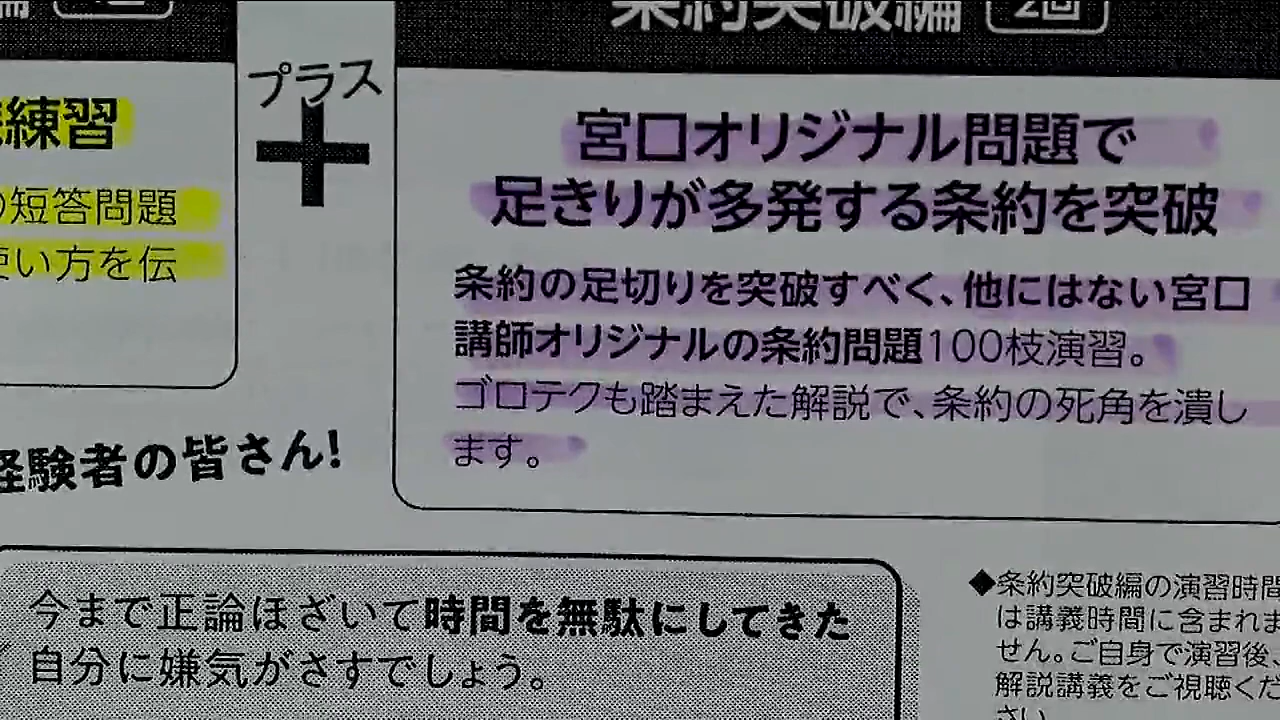 編
練習
の短答問題
使い方を伝
プラス
+
条約突破編 2回
宮口オリジナル問題で
足きりが多発する条約を突破
条約の足切りを突破すべく、他にはない宮口
講師オリジナルの条約問題100枝演習。
ゴロテクも踏まえた解説で、条約の死角を潰し
ます。
経験者の皆さん!
今まで正論ほざいて時間を無駄にしてきた
自分に嫌気がさすでしょう。
◆条約突破編の演習時間
は講義時間に含まれま
せん。ご自身で演習後、
解説講義をご視聴くだ
さい